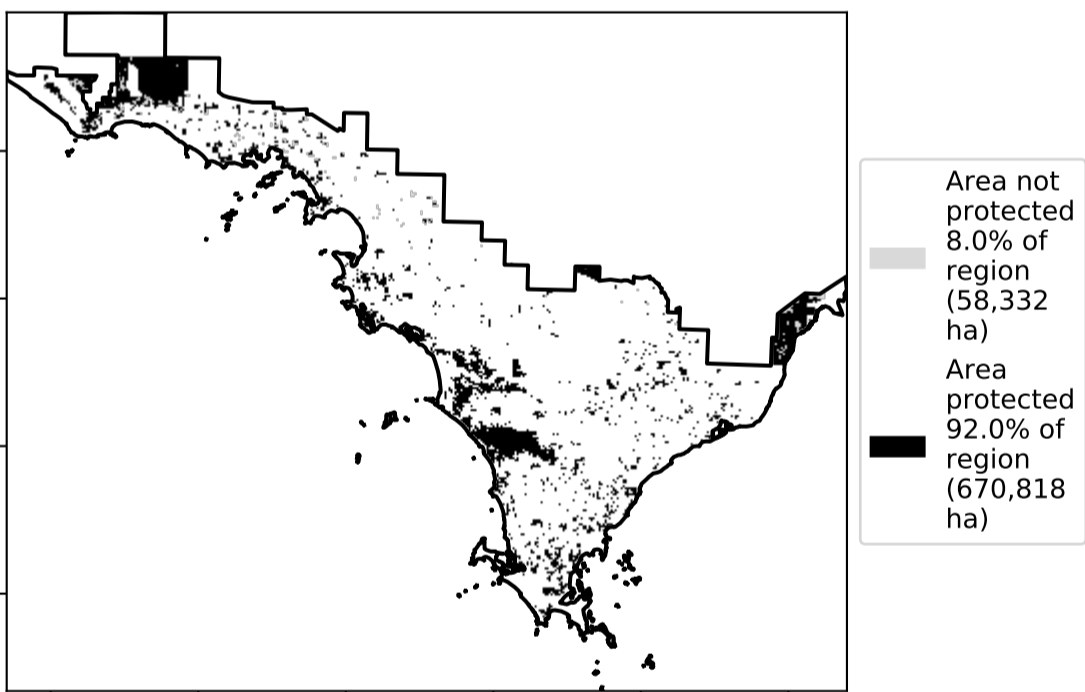 Area not
protected
8.0% of
region
(58,332
ha)
Area
protected
92.0% of
region
(670,818
ha)